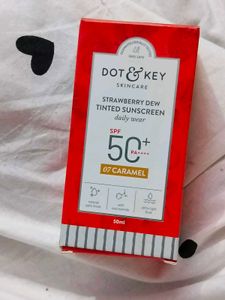 DOT & KEY
SKINCARE
STRAWBERRY DEW
TINTED SUNSCREEN
daily wear
SPF
50+
PA++++
07 CARAMEL
50ml